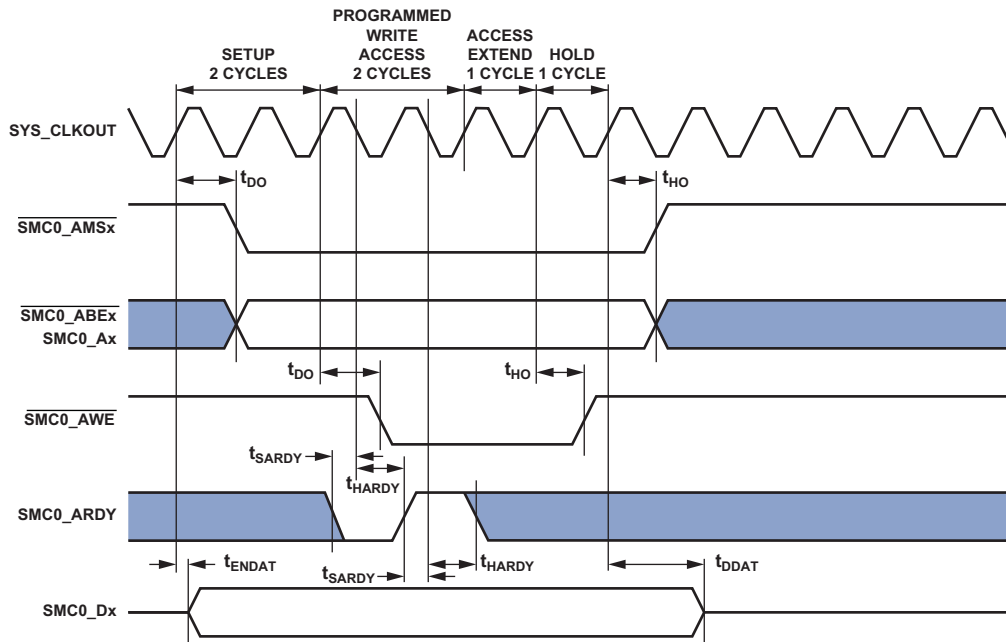 PROGRAMMED
WRITE
ACCESS
2 CYCLES
SETUP
2 CYCLES
ACCESS
EXTEND
1 CYCLE
HOLD
1 CYCLE
SYS_CLKOUT
tDO
tHO
SMC0_AMSx
SMC0_ABEx
SMC0_Ax
tDO
tHO
SMC0_AWE
tSARDY
tHARDY
SMC0_ARDY
tENDAT
tSARDY
tHARDY
tDDAT
SMC0_Dx